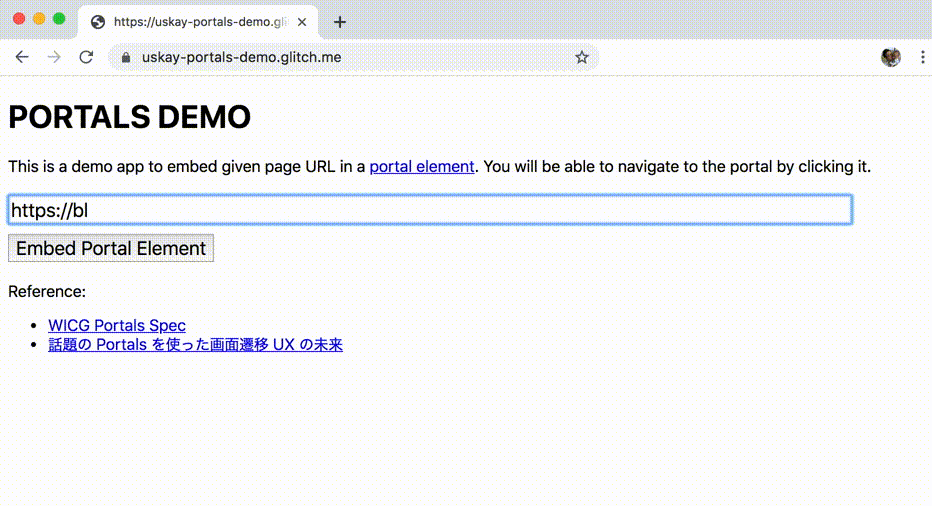 https://uskay-portals-demo.gli
uskay-portals-demo.glitch.me
PORTALS DEMO
This is a demo app to embed given page URL in a portal element. You will be able to navigate to the portal by clicking it.
https://bl
Embed Portal Element
Reference:
WICG Portals Spec
話題の Portals を使った画面遷移 UX の未来